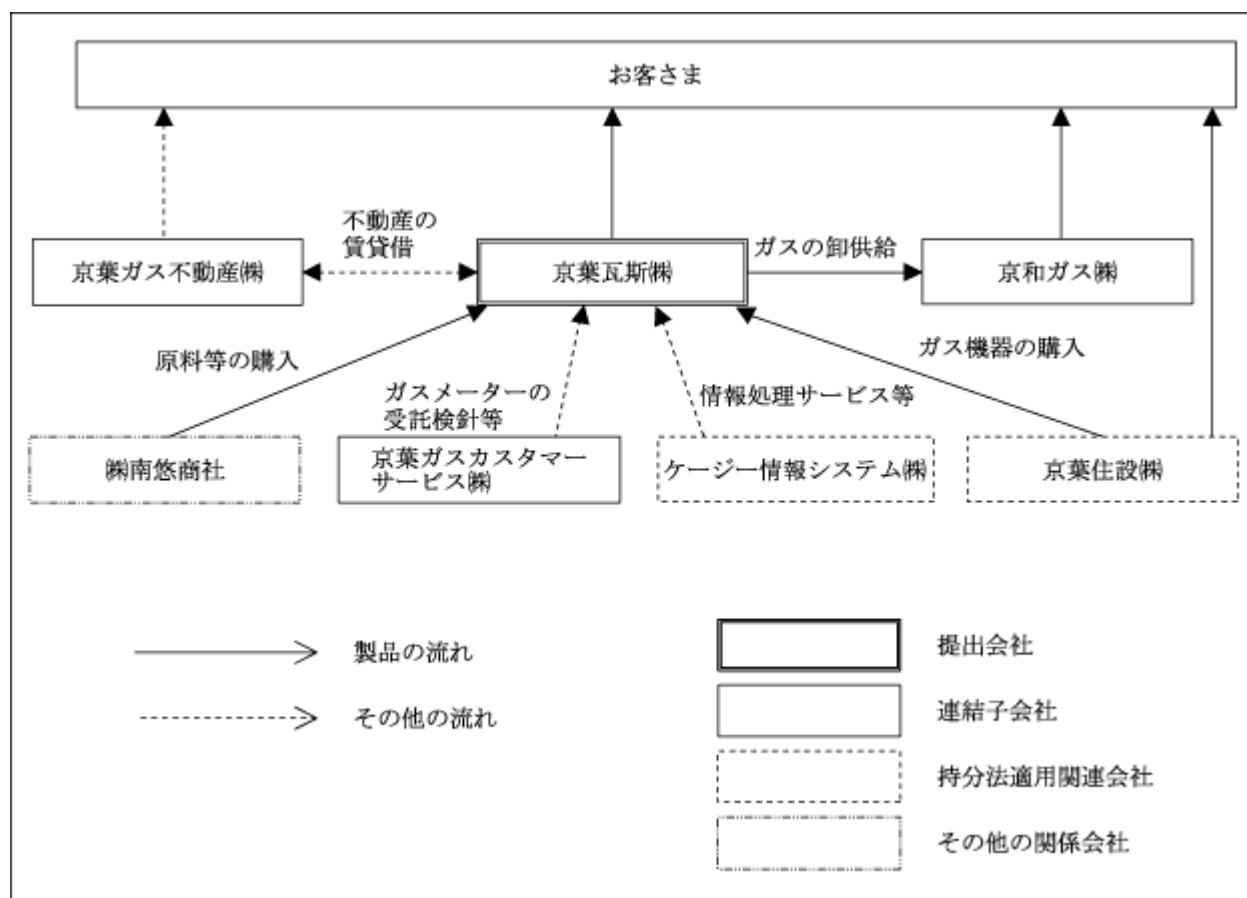 お客さま
不動産の
賃貸借
ガスの卸供給
京葉ガス不動産㈱
京葉瓦斯㈱
京和ガス㈱
原料等の購入
ガスメーターの
受託検針等
情報処理サービス等
ガス機器の購入
㈱南悠商社
京葉ガスカスタマー
サービス㈱
ケージー情報システム㈱
京葉住設㈱
製品の流れ
その他の流れ
提出会社
連結子会社
持分法適用関連会社
その他の関係会社